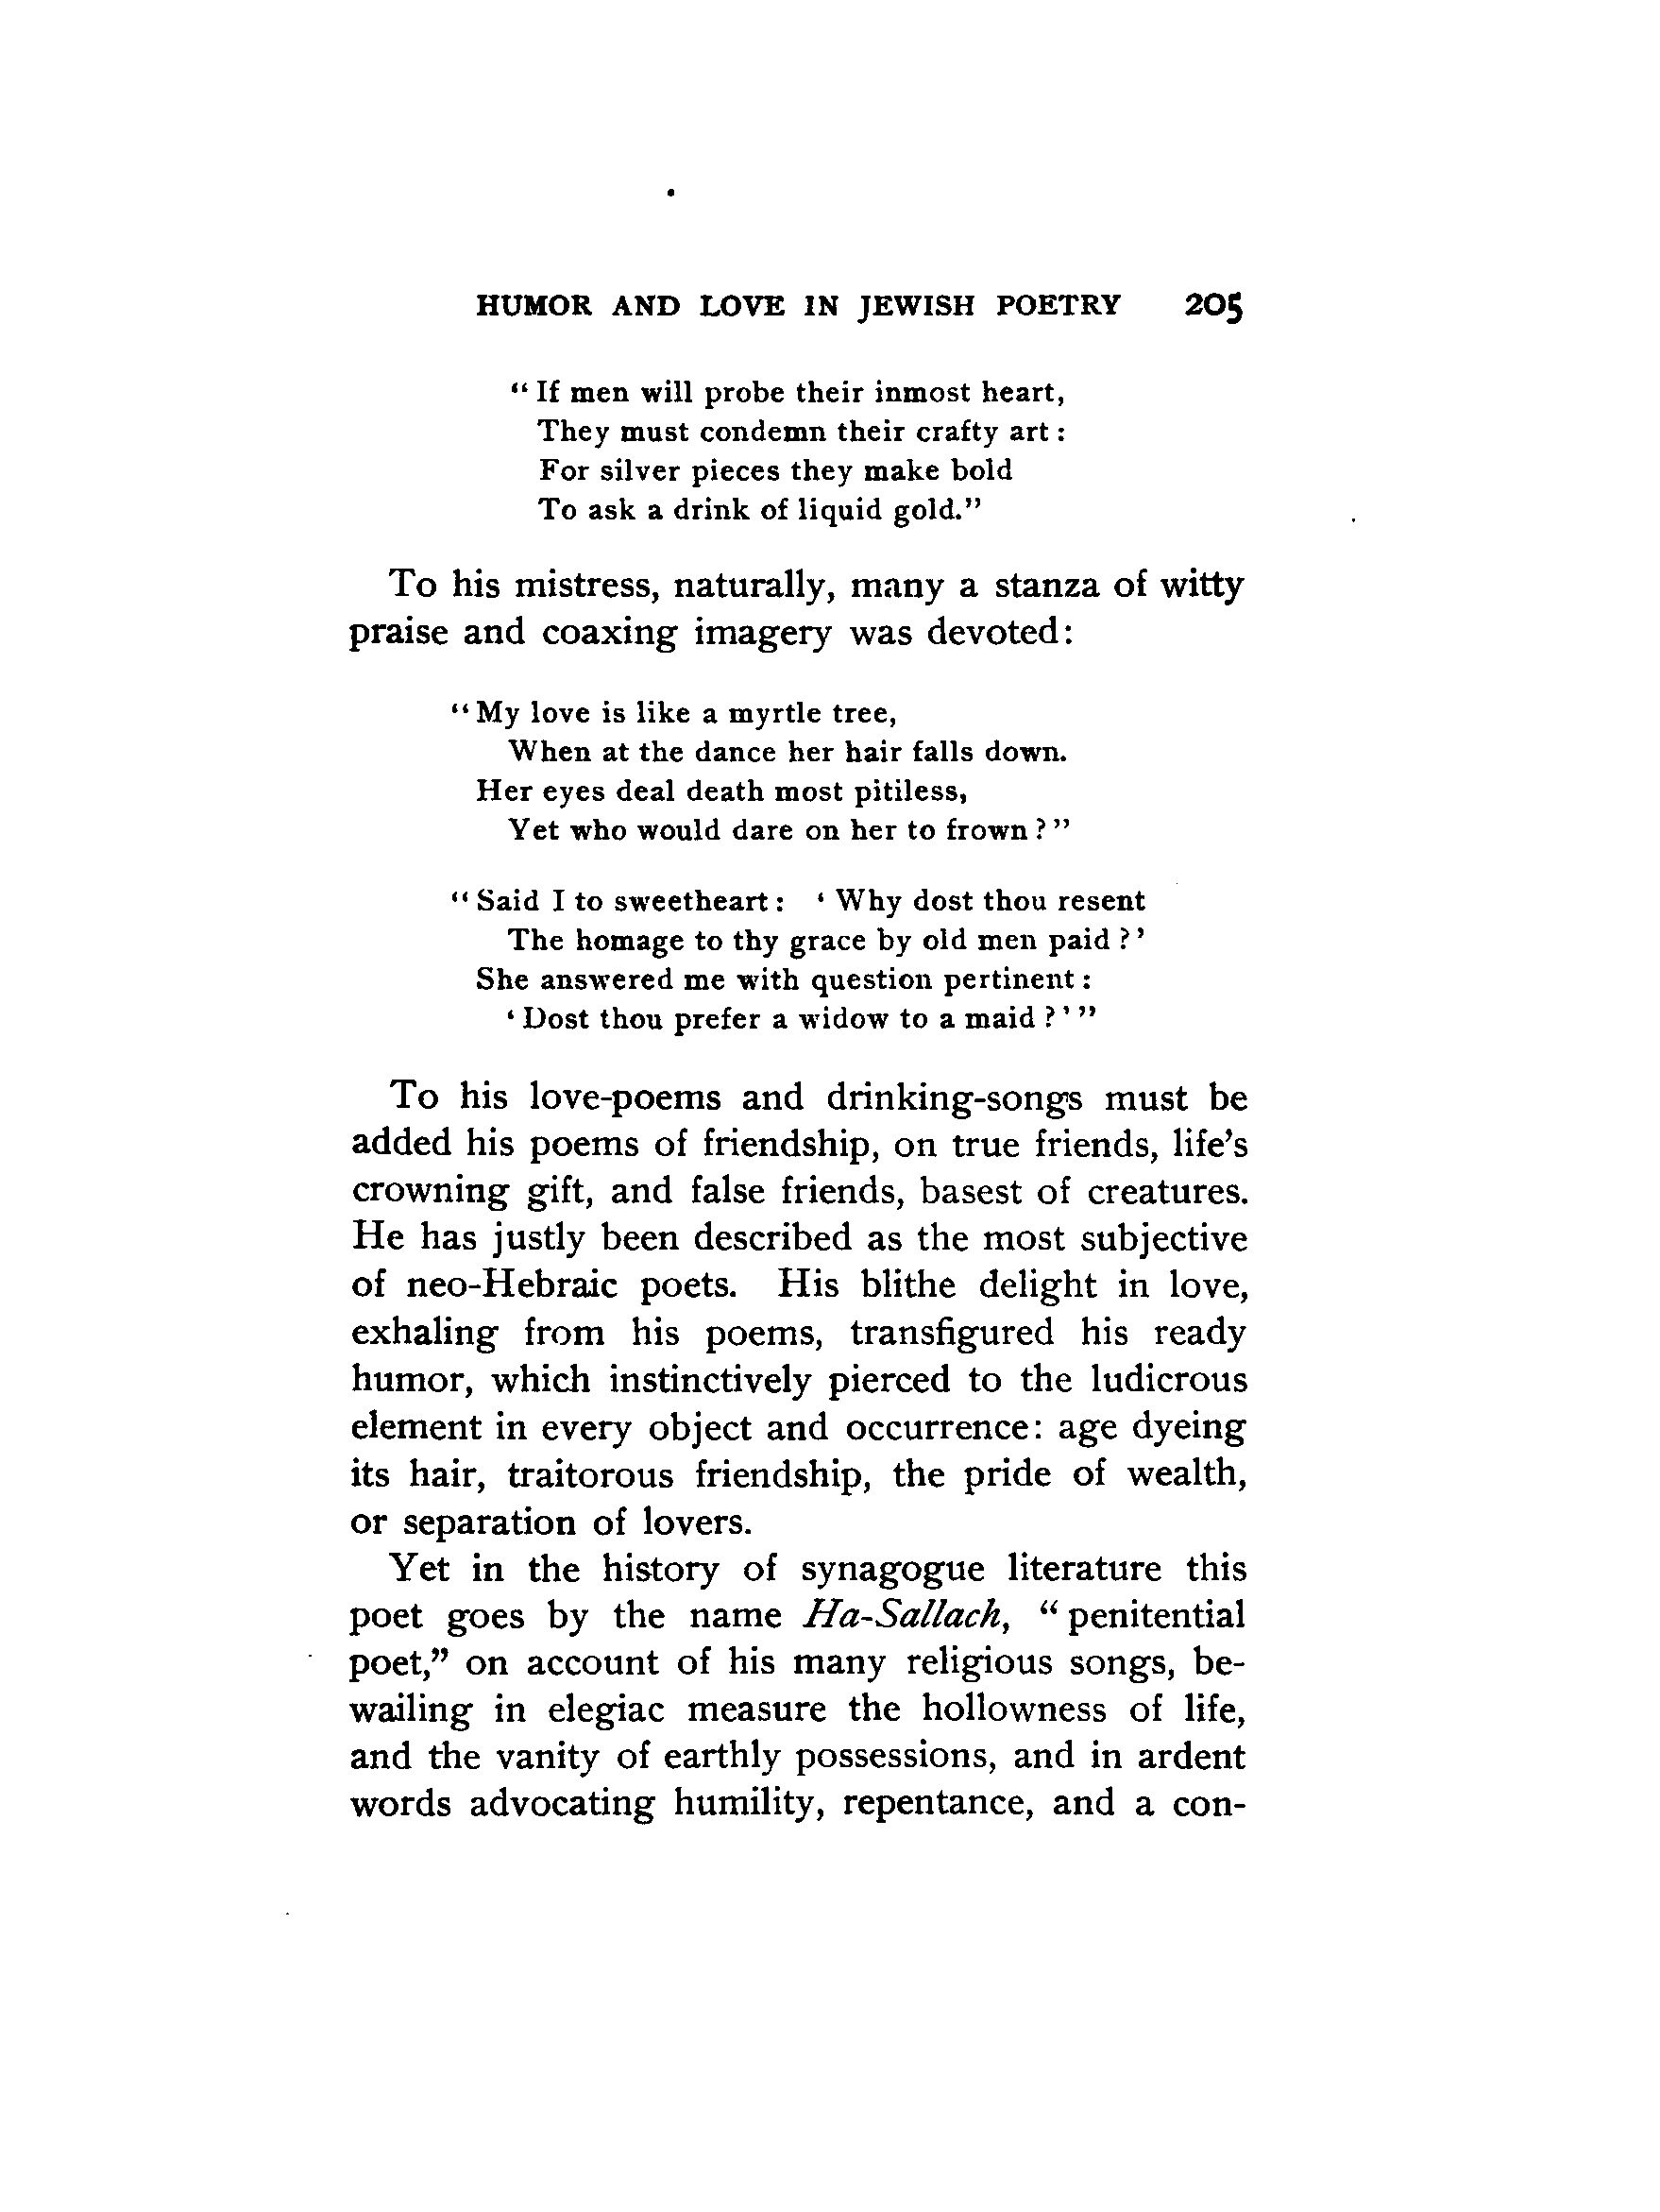 HUMOR AND LOVE IN JEWISH POETRY 205
“If men will probe their inmost heart,
They must condemn their crafty art:
For silver pieces they make bold
To ask a drink of liquid gold.”
To his mistress, naturally, many a stanza of witty
praise and coaxing imagery was devoted:
“My love is like a myrtle tree,
When at the dance her hair falls down.
Her eyes deal death most pitiless,
Yet who would dare on her to frown?”
“Said I to sweetheart: ‘Why dost thou resent
The homage to thy grace by old men paid?’
She answered me with question pertinent:
‘Dost thou prefer a widow to a maid?’”
To his love-poems and drinking-songs must be
added his poems of friendship, on true friends, life’s
crowning gift, and false friends, basest of creatures.
He has justly been described as the most subjective
of neo-Hebraic poets. His blithe delight in love,
exhaling from his poems, transfigured his ready
humor, which instinctively pierced to the ludicrous
element in every object and occurrence: age dyeing
its hair, traitorous friendship, the pride of wealth,
or separation of lovers.
Yet in the history of synagogue literature this
poet goes by the name Ha-Sallach, “penitential
poet,” on account of his many religious songs, be-
wailing in elegiac measure the hollowness of life,
and the vanity of earthly possessions, and in ardent
words advocating humility, repentance, and a con-